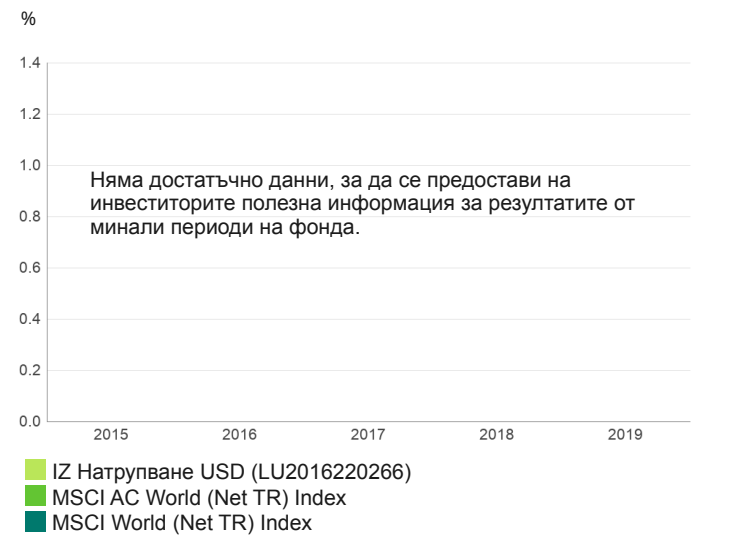 %
1.4
1.2
1.0
Няма достатъчно данни, за да се предостави на
инвеститорите полезна информация за резултатите от
минали периоди на фонда.
0.8
0.6
0.4
0.2
0.0
2015 2016 2017 2018 2019
IZ Натрупване USD (LU2016220266)
MSCI AC World (Net TR) Index
MSCI World (Net TR) Index